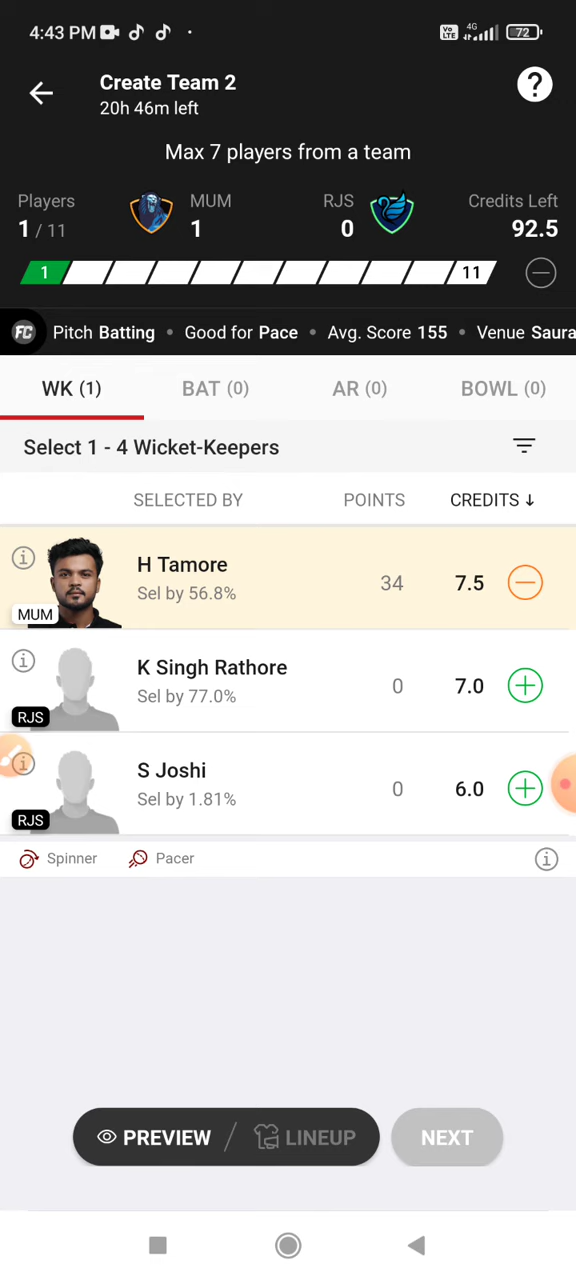 4:43 PM
Vo LTE 4G 72
Create Team 2
20h 46m left
?
Max 7 players from a team
Players MUM RJS Credits Left
1 / 11 1 0 92.5
1 11
FC Pitch Batting • Good for Pace • Avg. Score 155 • Venue Saura
WK (1) BAT (0) AR (0) BOWL (0)
Select 1 - 4 Wicket-Keepers
SELECTED BY POINTS CREDITS ↓
H Tamore
Sel by 56.8%
34 7.5
MUM
K Singh Rathore
Sel by 77.0%
0 7.0
RJS
S Joshi
Sel by 1.81%
0 6.0
RJS
Spinner Pacer
PREVIEW / LINEUP NEXT